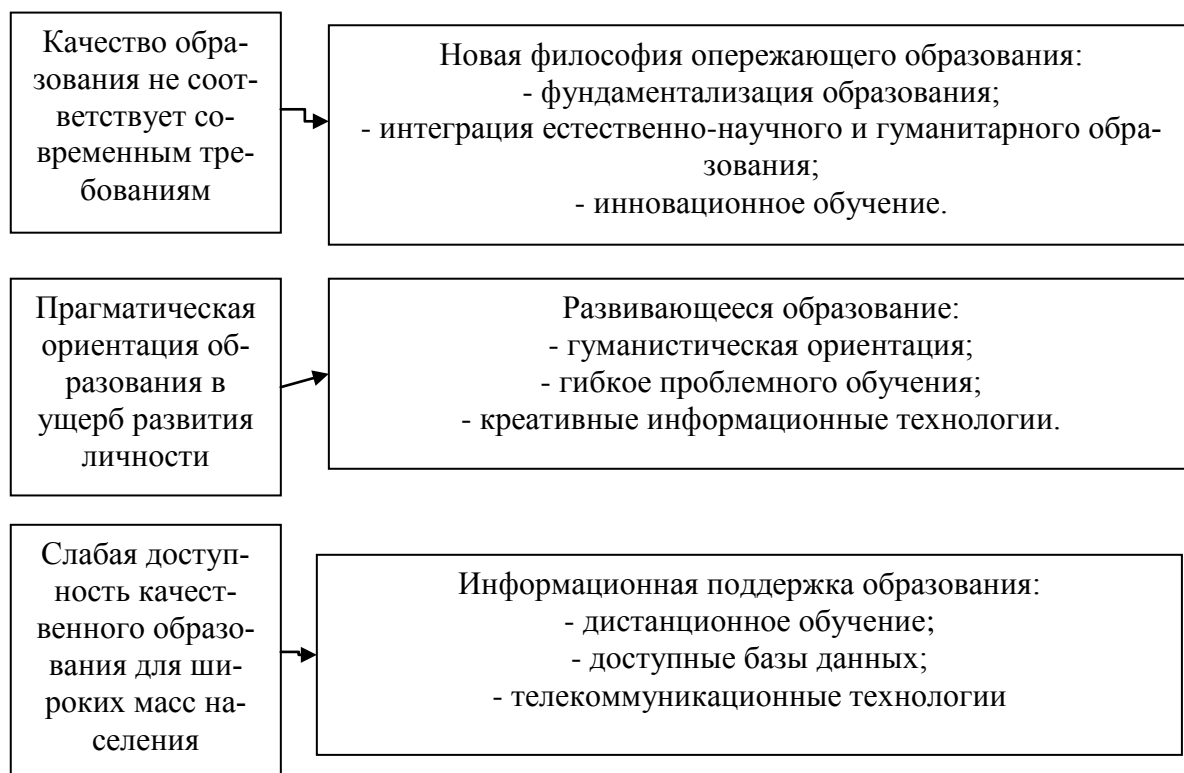 Качество обра-
зования не соот-
ветствует со-
временным тре-
бованиям
Новая философия опережающего образования:
- фундаментализация образования;
- интеграция естественно-научного и гуманитарного обра-
зования;
- инновационное обучение.
Прагматическая
ориентация об-
разования в
ущерб развития
личности
Развивающееся образование:
- гуманистическая ориентация;
- гибкое проблемного обучения;
- креативные информационные технологии.
Слабая доступ-
ность качест-
венного образо-
вания для ши-
роких масс на-
селения
Информационная поддержка образования:
- дистанционное обучение;
- доступные базы данных;
- телекоммуникационные технологии